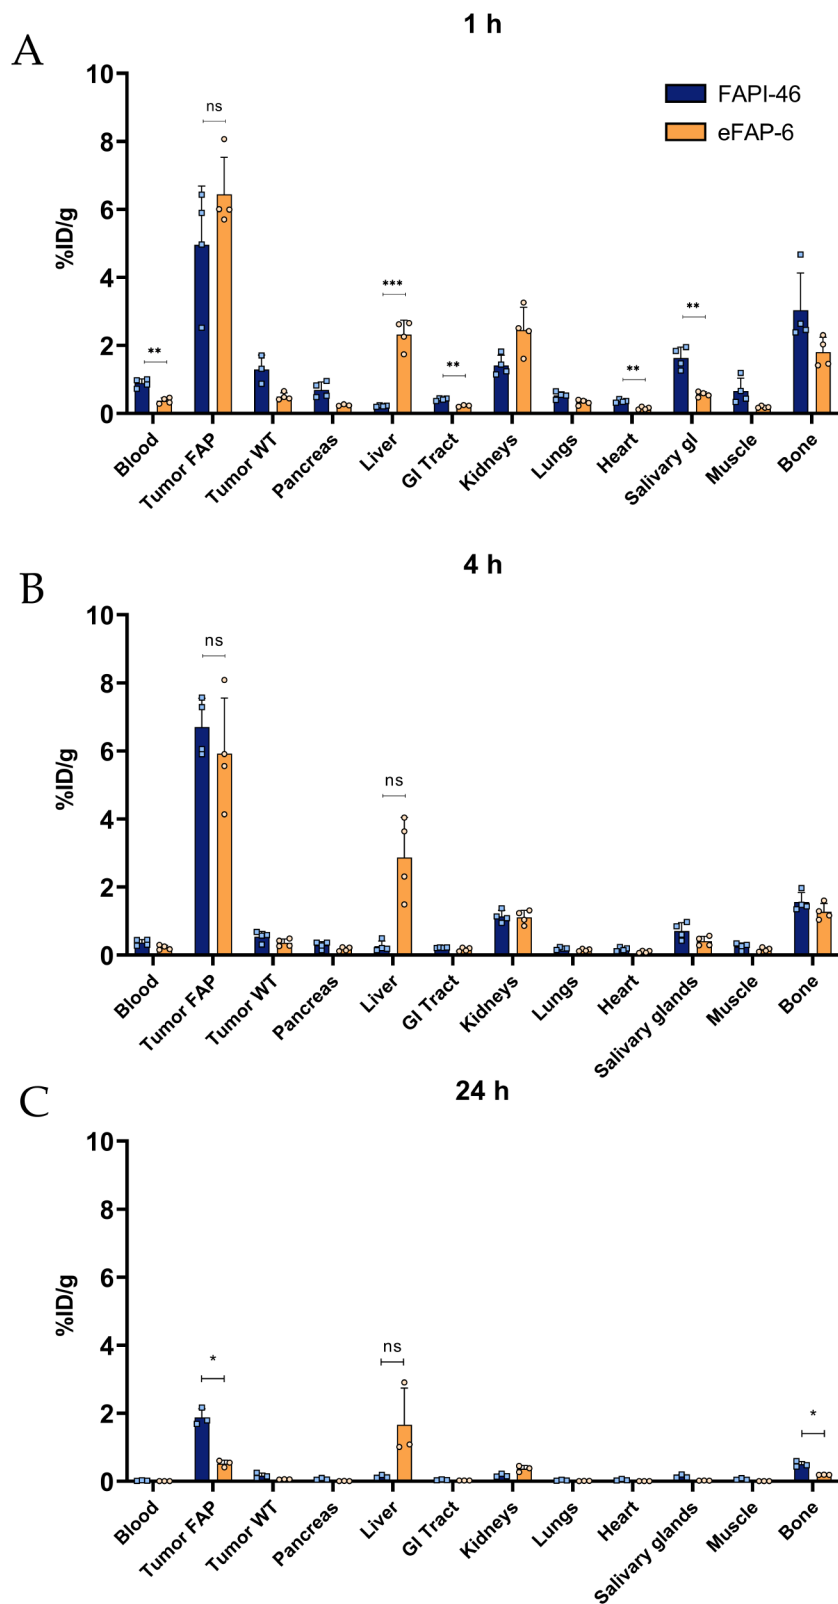 1 h
A
10
8
6
4
2
0
%ID/g
FAPI-46
eFAP-6
**
ns
***
**
**
**
Blood
Tumor FAP
Tumor WT
Pancreas
Liver
GI Tract
Kidneys
Lungs
Heart
Salivary gl
Muscle
Bone
4 h
B
10
8
6
4
2
0
%ID/g
ns
ns
Blood
Tumor FAP
Tumor WT
Pancreas
Liver
GI Tract
Kidneys
Lungs
Heart
Salivary glands
Muscle
Bone
24 h
C
10
8
6
4
2
0
%ID/g
*
ns
*
Blood
Tumor FAP
Tumor WT
Pancreas
Liver
GI Tract
Kidneys
Lungs
Heart
Salivary glands
Muscle
Bone